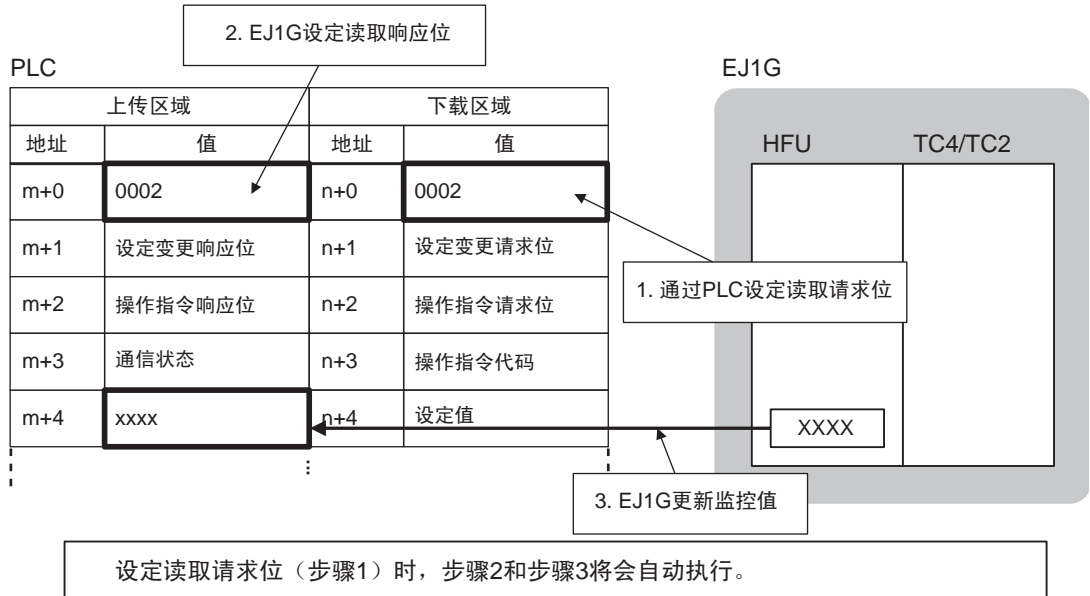 2. EJ1G设定读取响应位
PLC
EJ1G
上传区域 下载区域
地址 值 地址 值
HFU TC4/TC2
m+0 0002 n+0 0002
m+1 设定变更响应位 n+1 设定变更请求位
1. 通过PLC设定读取请求位
m+2 操作指令响应位 n+2 操作指令请求位
m+3 通信状态 n+3 操作指令代码
m+4 xxxx n+4 设定值
XXXX
3. EJ1G更新监控值
设定读取请求位（步骤1）时，步骤2和步骤3将会自动执行。